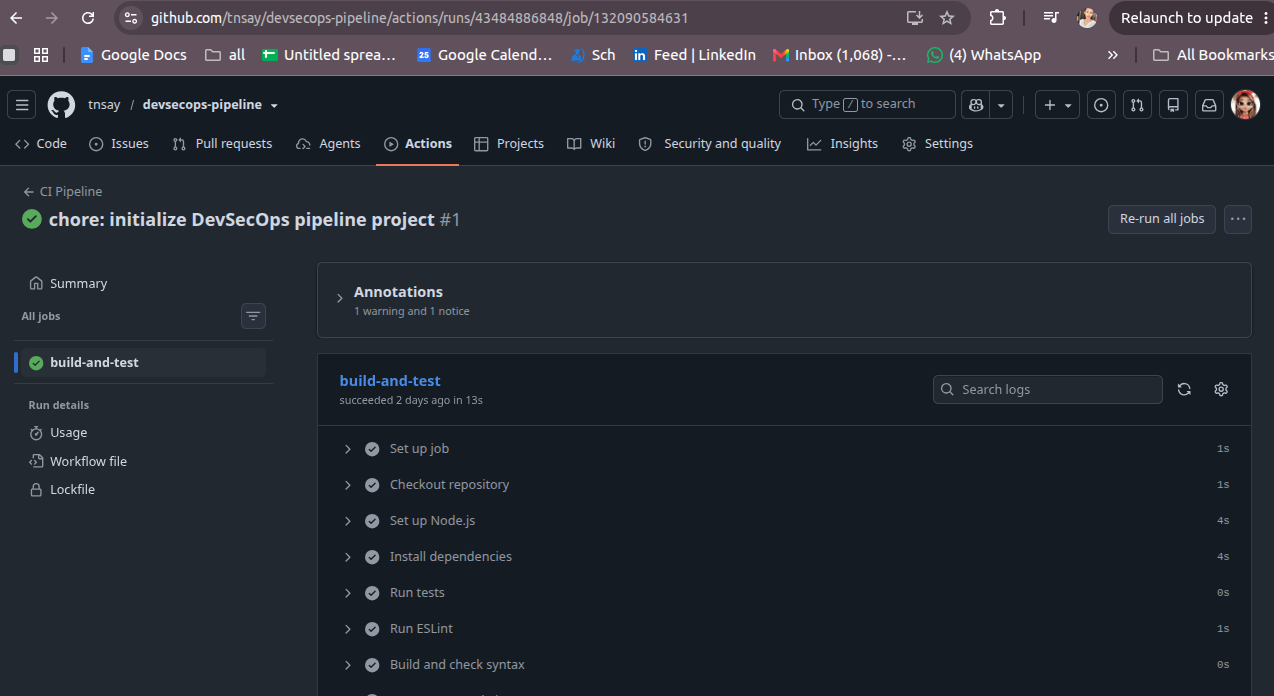 github.com/tnsay/devsecops-pipeline/actions/runs/43484886848/job/132090584631
Relaunch to update
Google Docs
all
Untitled sprea...
25
Google Calend...
Sch
in
Feed | LinkedIn
Inbox (1,068) -...
(4) WhatsApp
»
All Bookmarks
tnsay / devsecops-pipeline
Type / to search
Code
Issues
Pull requests
Agents
Actions
Projects
Wiki
Security and quality
Insights
Settings
← CI Pipeline
chore: initialize DevSecOps pipeline project #1
Re-run all jobs
Summary
All jobs
build-and-test
Run details
Usage
Workflow file
Lockfile
Annotations
1 warning and 1 notice
build-and-test
succeeded 2 days ago in 13s
Search logs
Set up job 1s
Checkout repository 1s
Set up Node.js 4s
Install dependencies 4s
Run tests 0s
Run ESLint 1s
Build and check syntax 0s